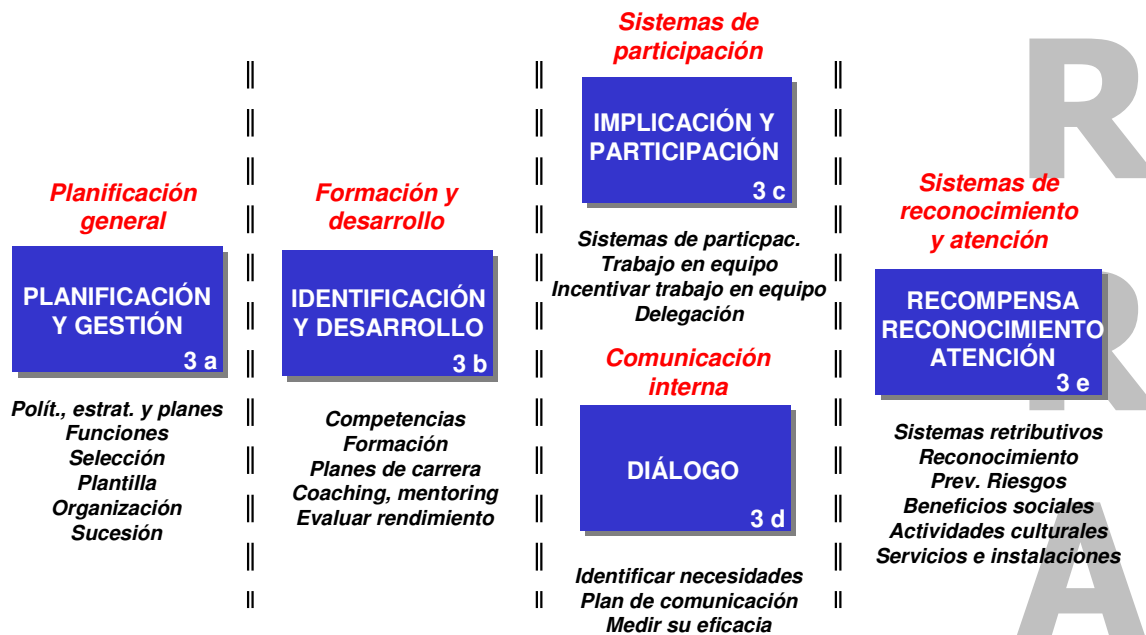 Planificación
general
PLANIFICACIÓN
Y GESTIÓN
3 a
Polít., estrat. y planes
Funciones
Selección
Plantilla
Organización
Sucesión
Formación y
desarrollo
IDENTIFICACIÓN
Y DESARROLLO
3 b
Competencias
Formación
Planes de carrera
Coaching, mentoring
Evaluar rendimiento
Sistemas de
participación
IMPLICACIÓN Y
PARTICIPACIÓN
3 c
Sistemas de particpac.
Trabajo en equipo
Incentivar trabajo en equipo
Delegación
Comunicación
interna
DIÁLOGO
3 d
Identificar necesidades
Plan de comunicación
Medir su eficacia
Sistemas de
reconocimiento
y atención
RECOMPENSA
RECONOCIMIENTO
ATENCIÓN
3 e
Sistemas retributivos
Reconocimiento
Prev. Riesgos
Beneficios sociales
Actividades culturales
Servicios e instalaciones
R
R
A